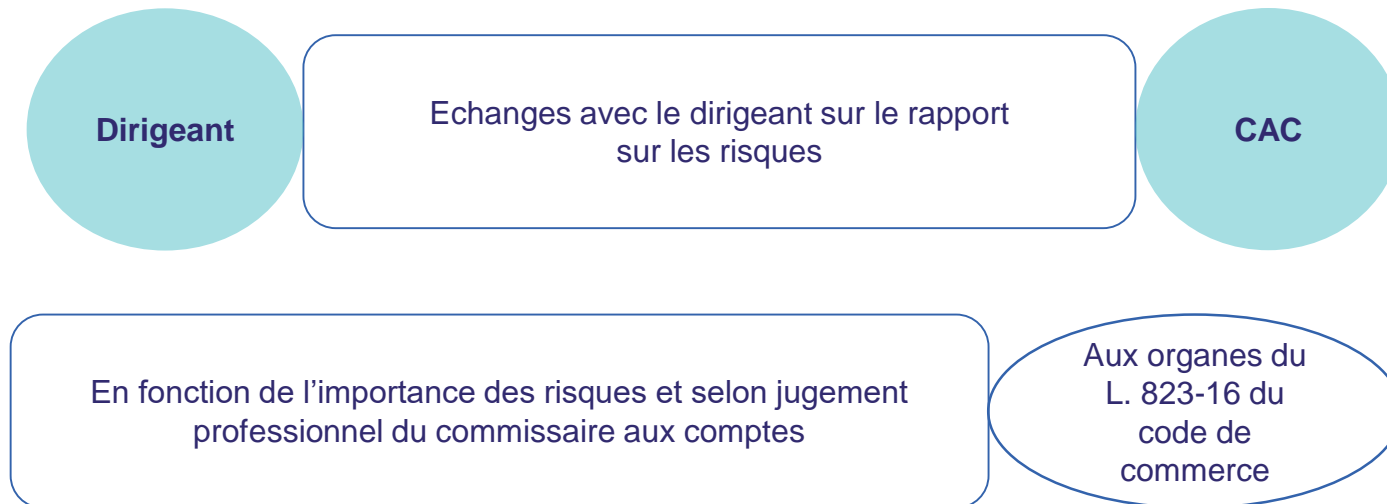 Dirigeant
Echanges avec le dirigeant sur le rapport
sur les risques
CAC
En fonction de l’importance des risques et selon jugement
professionnel du commissaire aux comptes
Aux organes du
L. 823-16 du
code de
commerce